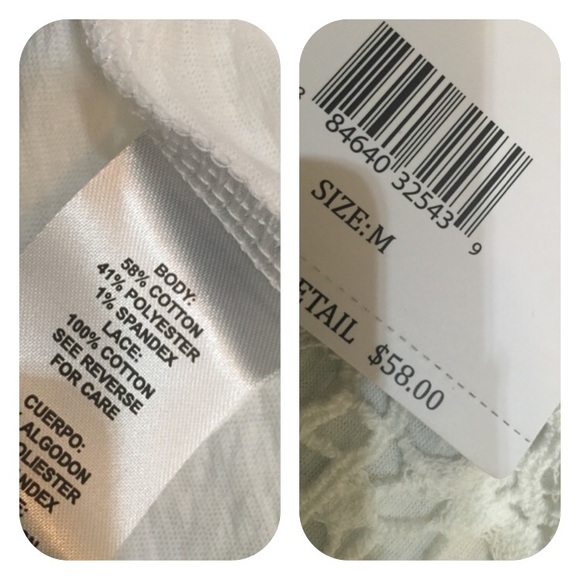 BODY:
58% COTTON
41% POLYESTER
1% SPANDEX
LACE:
100% COTTON
SEE REVERSE
FOR CARE
CUERPO:
ALGODON
OLIESTER
NDEX
84640 32543 9
SIZE:M
ETAIL $58.00